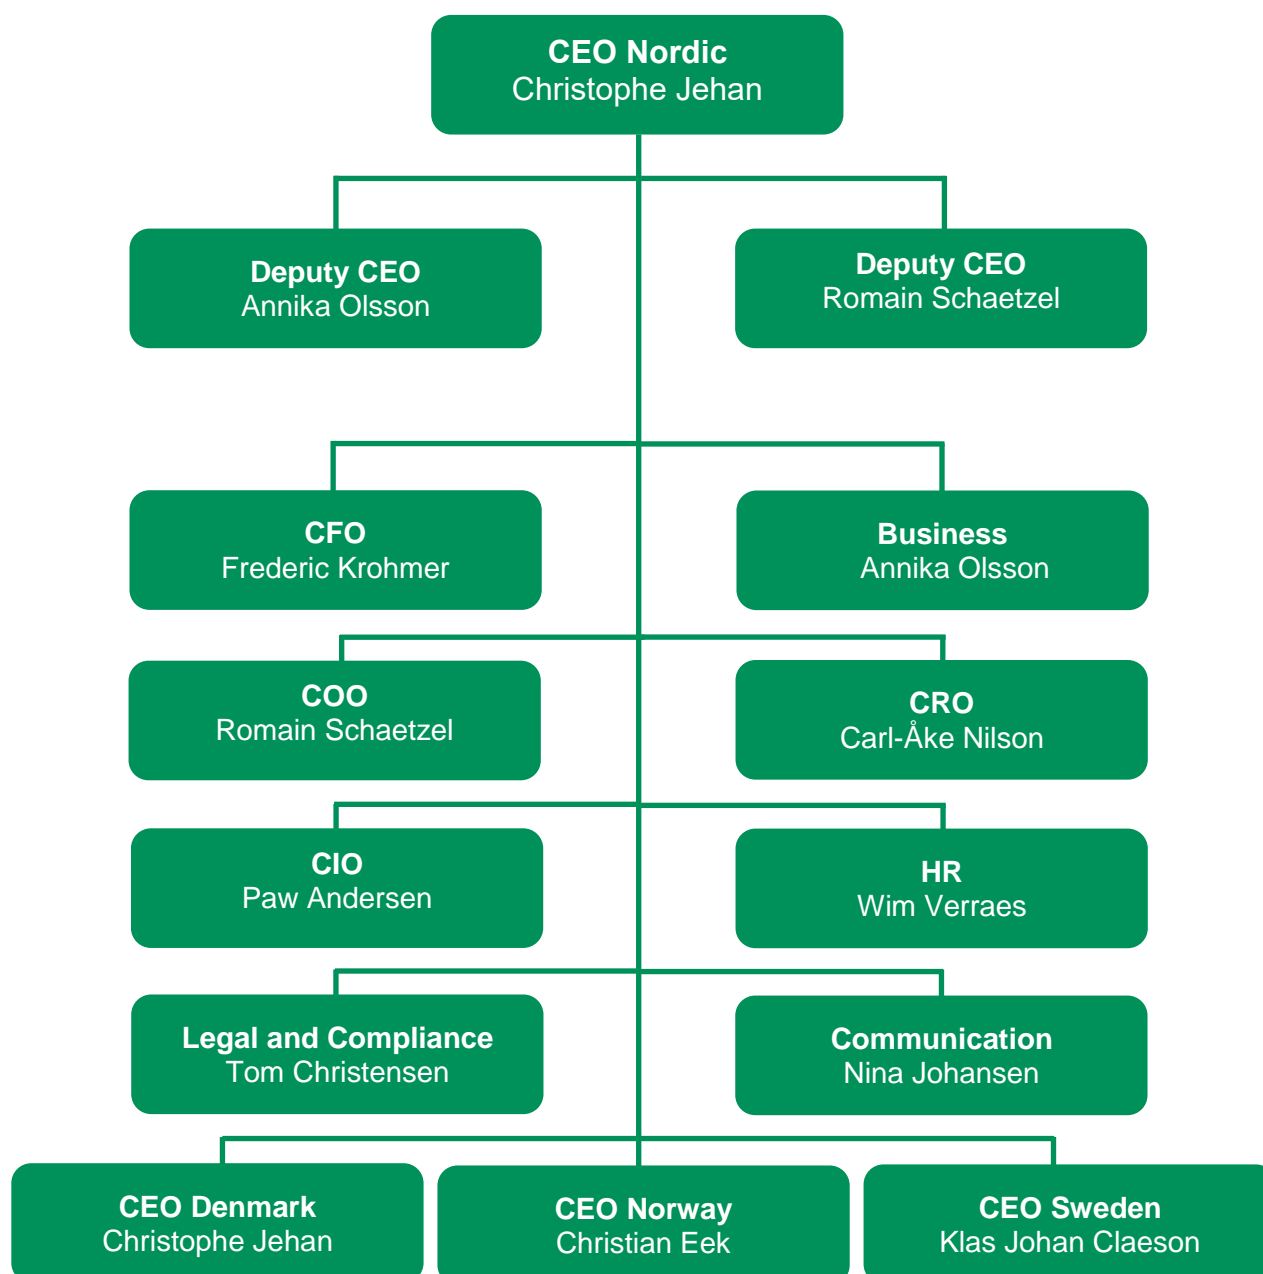 CEO Nordic
Christophe Jehan
Deputy CEO
Annika Olsson
Deputy CEO
Romain Schaetzel
CFO
Frederic Krohmer
Business
Annika Olsson
COO
Romain Schaetzel
CRO
Carl-Åke Nilson
CIO
Paw Andersen
HR
Wim Verraes
Legal and Compliance
Tom Christensen
Communication
Nina Johansen
CEO Denmark
Christophe Jehan
CEO Norway
Christian Eek
CEO Sweden
Klas Johan Claeson